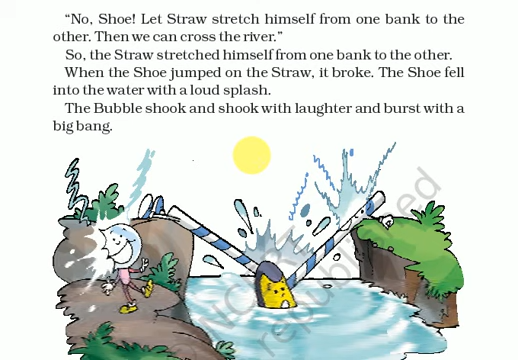 “No, Shoe! Let Straw stretch himself from one bank to the
other. Then we can cross the river.”
So, the Straw stretched himself from one bank to the other.
When the Shoe jumped on the Straw, it broke. The Shoe fell
into the water with a loud splash.
The Bubble shook and shook with laughter and burst with a
big bang.